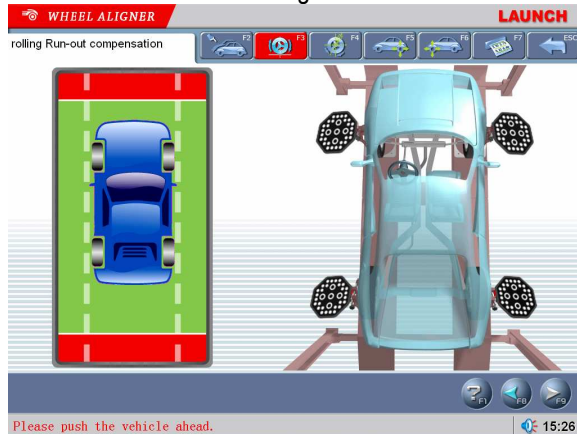 WHEEL ALIGNER
LAUNCH
rolling Run-out compensation
F2
F3
F4
F5
F6
F7
ESC
F1
F8
F9
Please push the vehicle ahead.
15:26